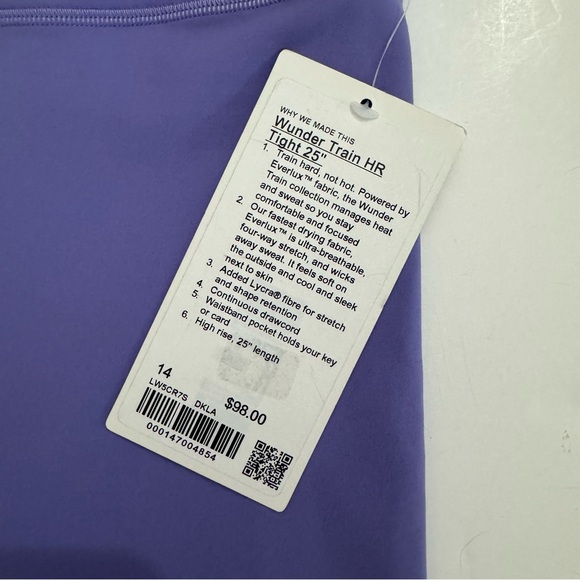 WHY WE MADE THIS
Wunder Train HR
Tight 25"
1. Train hard, not hot. Powered by
Everlux™ fabric, the Wunder
Train collection manages heat
and sweat so you stay
comfortable and focused
2. Our fastest drying fabric,
Everlux™ is ultra-breathable,
four-way stretch, and wicks
away sweat. It feels soft on
the outside and cool and sleek
next to skin
3. Added Lycra® fibre for stretch
and shape retention
4. Continuous drawcord
5. Waistband pocket holds your key
or card
6. High rise, 25" length
14 $98.00
LW5CR7S DKLA
000147004854